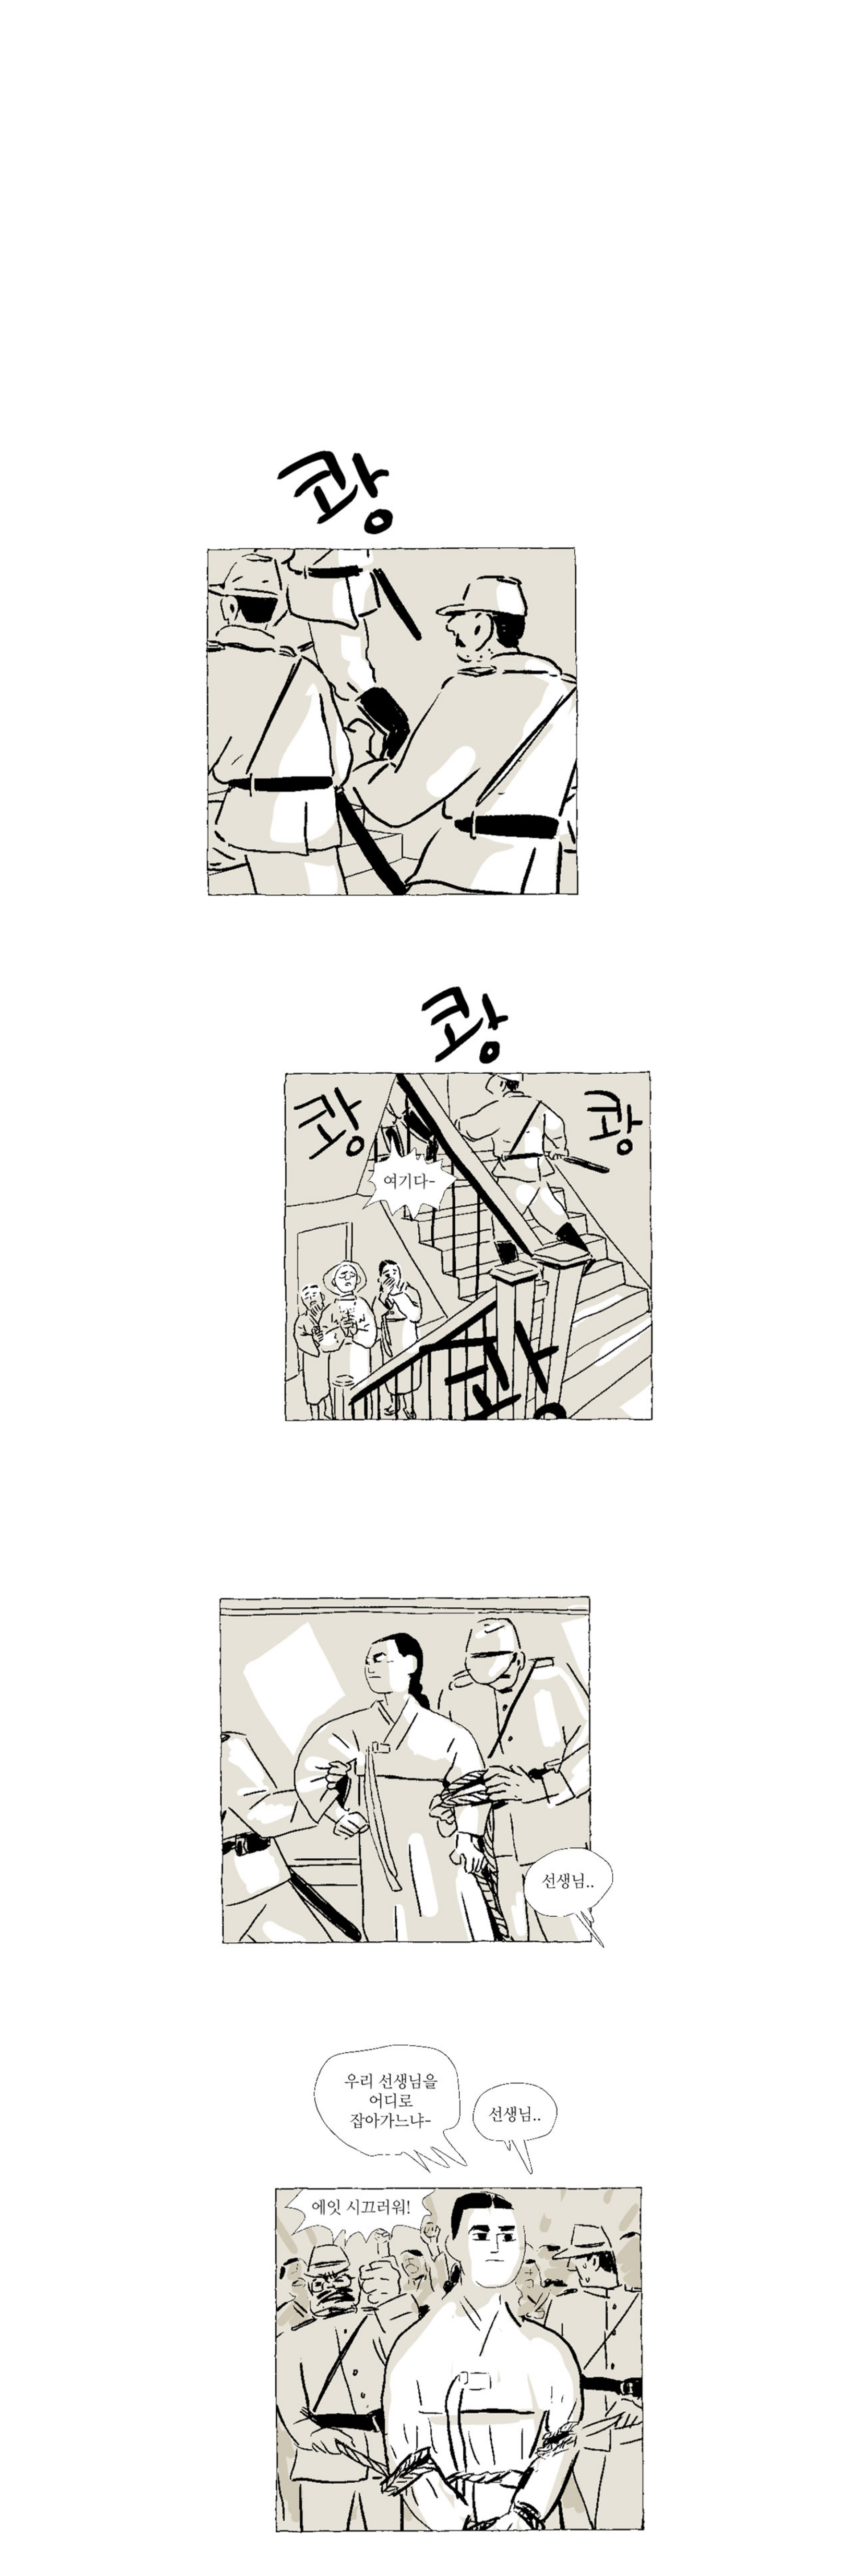 쾅
쾅
쾅
쾅
여기다-
쾅
선생님..
우리 선생님을
어디로
잡아가느냐-
선생님..
에잇 시끄러워!